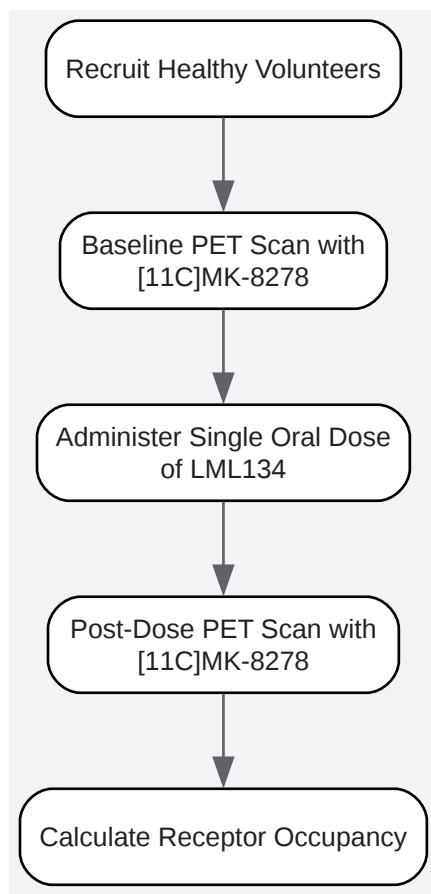 Recruit Healthy Volunteers
Baseline PET Scan with
[11C]MK-8278
Administer Single Oral Dose
of LML134
Post-Dose PET Scan with
[11C]MK-8278
Calculate Receptor Occupancy